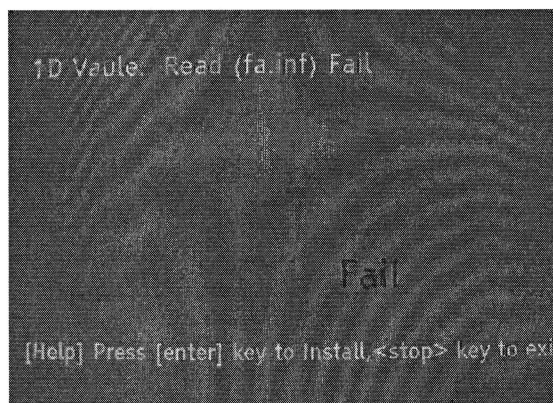 1D Vaule: Read (fa.inf) Fail
Fail
[Help] Press [enter] key to Install,<stop> key to exi